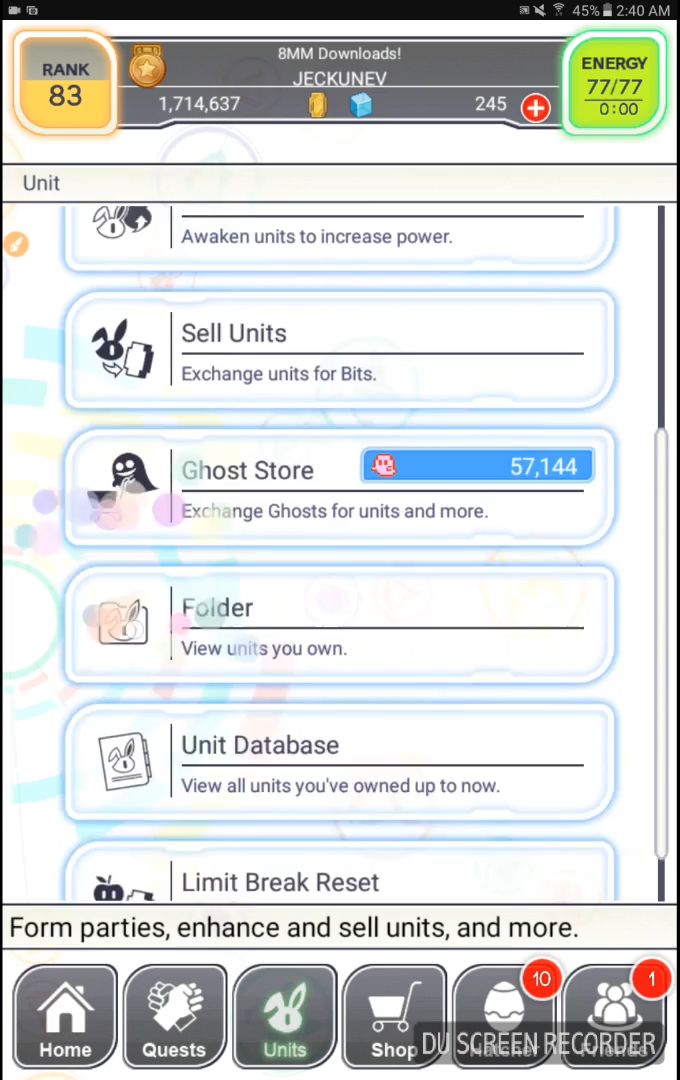 45% 2:40 AM
8MM Downloads!
RANK
83
JECKUNEV
1,714,637
245
ENERGY
77/77
0:00
Unit
Awaken units to increase power.
Sell Units
Exchange units for Bits.
Ghost Store
57,144
Exchange Ghosts for units and more.
Folder
View units you own.
Unit Database
View all units you've owned up to now.
Limit Break Reset
Form parties, enhance and sell units, and more.
10
1
Home
Quests
Units
Shop
DU SCREEN RECORDER